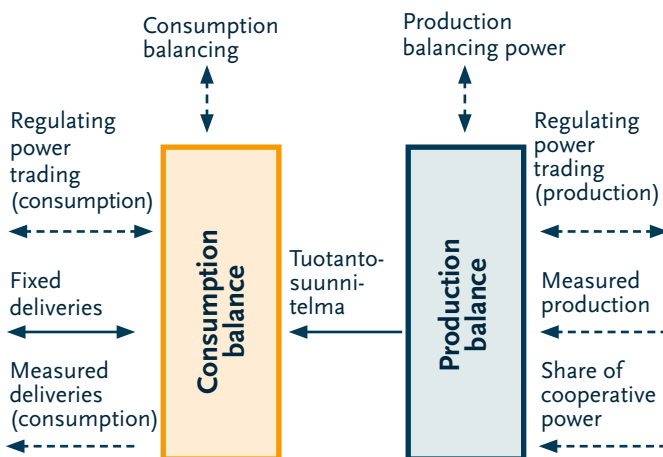 Consumption
balancing
Production
balancing power
Regulating
power
trading
(consumption)
Fixed
deliveries
Measured
deliveries
(consumption)
Consumption
balance
Tuotanto-
suunni-
telma
Production
balance
Regulating
power
trading
(production)
Measured
production
Share of
cooperative
power